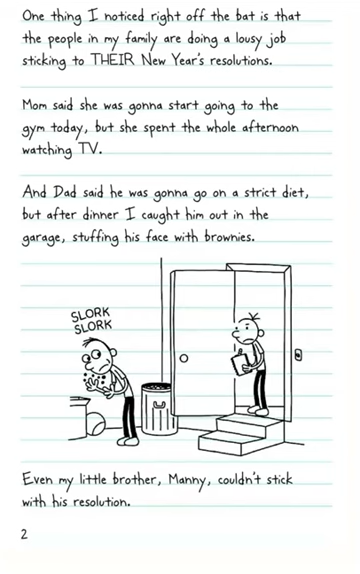 One thing I noticed right off the bat is that
the people in my family are doing a lousy job
sticking to THEIR New Year's resolutions.
Mom said she was gonna start going to the
gym today, but she spent the whole afternoon
watching TV.
And Dad said he was gonna go on a strict diet,
but after dinner I caught him out in the
garage, stuffing his face with brownies.
SLORK
SLORK
Even my little brother, Manny, couldn't stick
with his resolution.
2